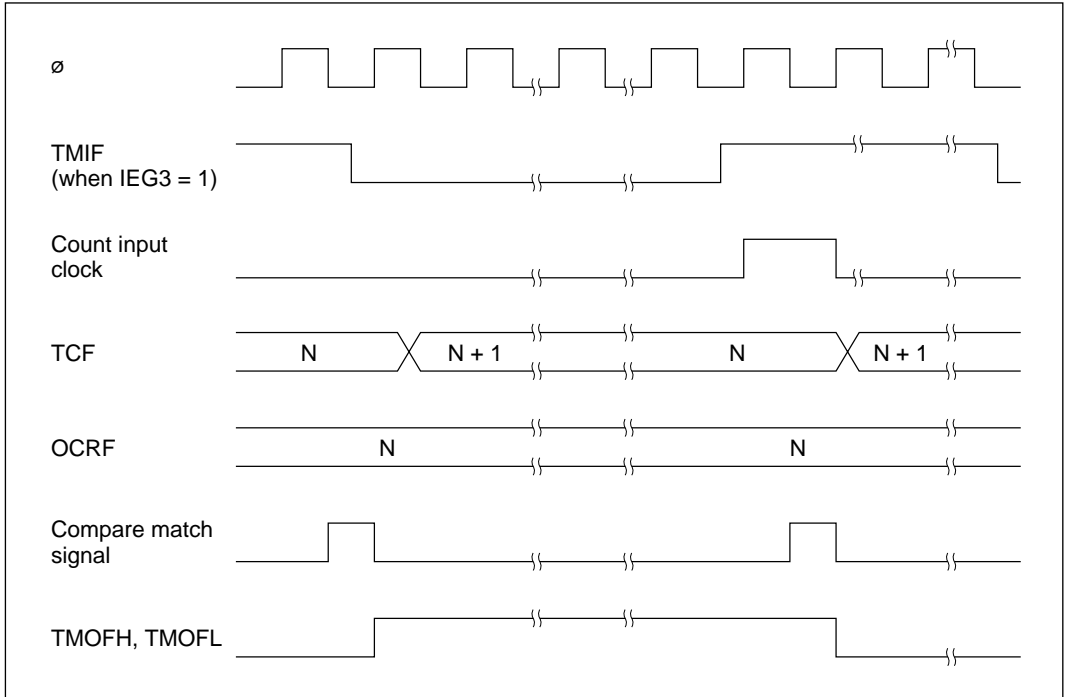 ø
TMIF
(when IEG3 = 1)
Count input
clock
TCF
N
N + 1
N
N + 1
OCRF
N
N
Compare match
signal
TMOFH, TMOFL